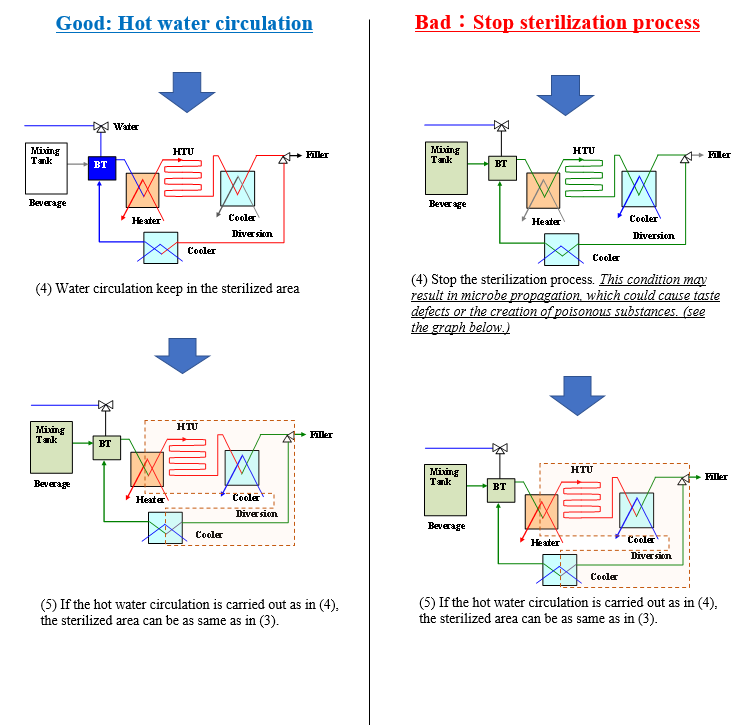 Good: Hot water circulation
Water
Mixing
Tank
BT
HTU
Filler
Beverage
Heater
Cooler
Diversion
Cooler
(4) Water circulation keep in the sterilized area
Mixing
Tank
BT
HTU
Filler
Beverage
Heater
Cooler
Diversion
Cooler
(5) If the hot water circulation is carried out as in (4),
the sterilized area can be as same as in (3).
Bad：Stop sterilization process
Mixing
Tank
BT
HTU
Filler
Beverage
Heater
Cooler
Diversion
Cooler
(4) Stop the sterilization process. This condition may
result in microbe propagation, which could cause taste
defects or the creation of poisonous substances. (see
the graph below.)
Mixing
Tank
BT
HTU
Filler
Beverage
Heater
Cooler
Diversion
Cooler
(5) If the hot water circulation is carried out as in (4),
the sterilized area can be as same as in (3).